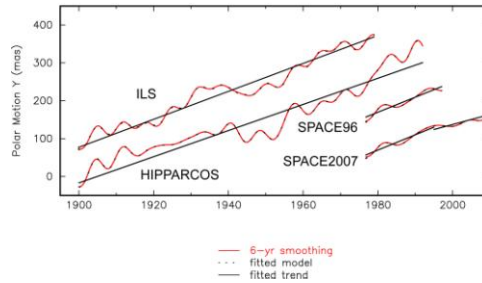 Polar Motion Y (mas)
400
300
200
100
0
ILS
HIPPARCOS
SPACE96
SPACE2007
1900
1920
1940
1960
1980
2000
6-yr smoothing
fitted model
fitted trend